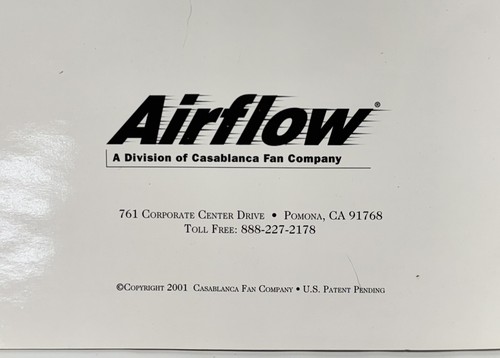 Airflow®
A Division of Casablanca Fan Company
761 Corporate Center Drive • Pomona, CA 91768
Toll Free: 888-227-2178
©Copyright 2001 Casablanca Fan Company • U.S. Patent Pending